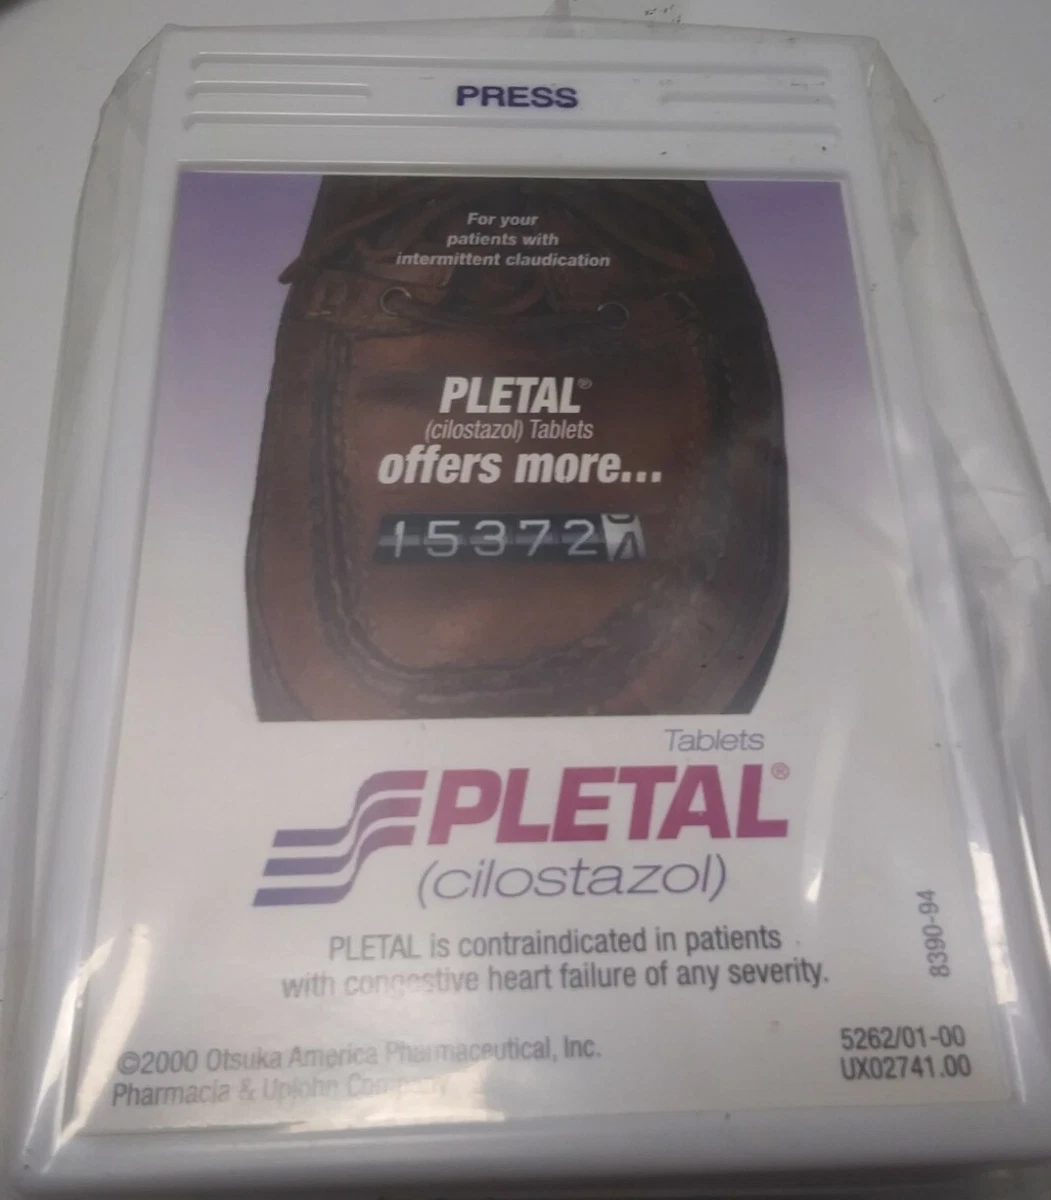 PRESS
For your
patients with
intermittent claudication
PLETAL®
(cilostazol) Tablets
offers more...
15372
Tablets
PLETAL®
(cilostazol)
PLETAL is contraindicated in patients
with congestive heart failure of any severity.
8390-94
©2000 Otsuka America Pharmaceutical, Inc.
Pharmacia & Upjohn Company
5262/01-00
UX02741.00